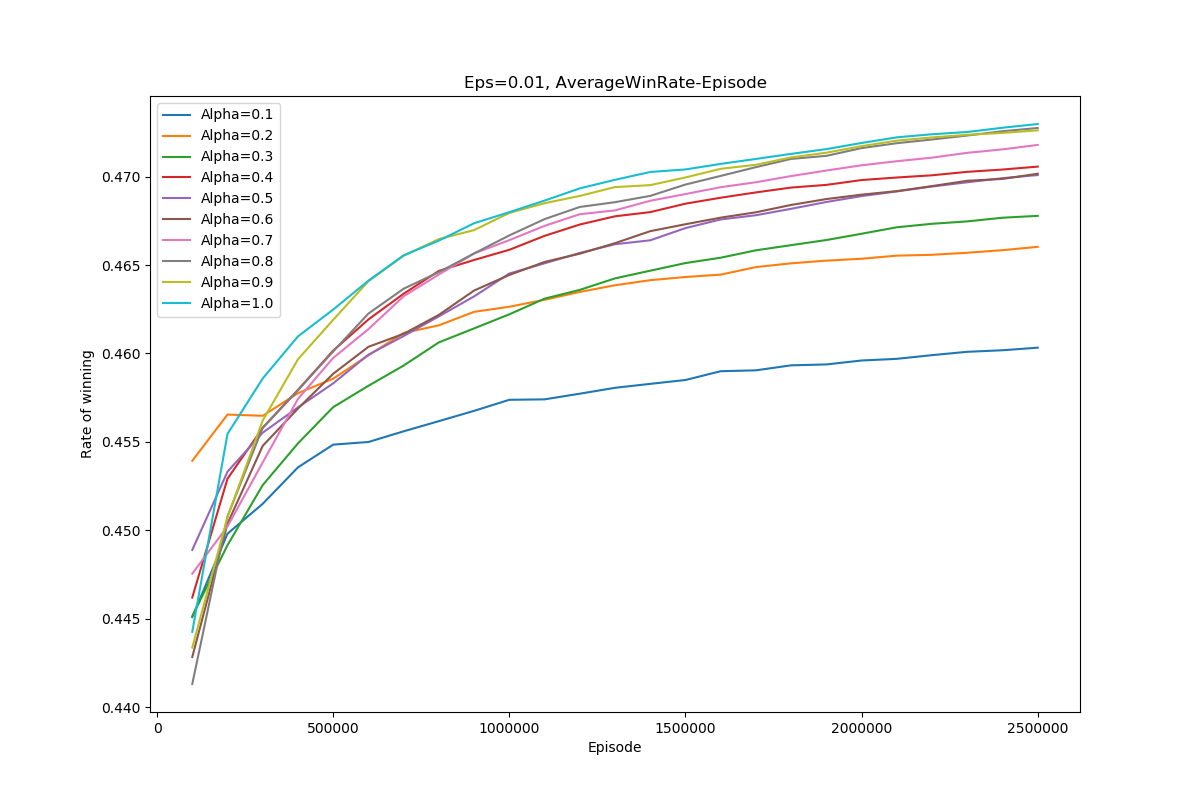 Eps=0.01, AverageWinRate-Episode
Alpha=0.1
Alpha=0.2
Alpha=0.3
Alpha=0.4
Alpha=0.5
Alpha=0.6
Alpha=0.7
Alpha=0.8
Alpha=0.9
Alpha=1.0
Rate of winning
0.470
0.465
0.460
0.455
0.450
0.445
0.440
0 500000 1000000 1500000 2000000 2500000
Episode